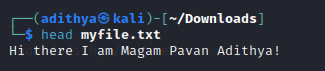 ┌──(adithya㉿kali)-[~/Downloads]
└─$ head myfile.txt
Hi there I am Magam Pavan Adithya!